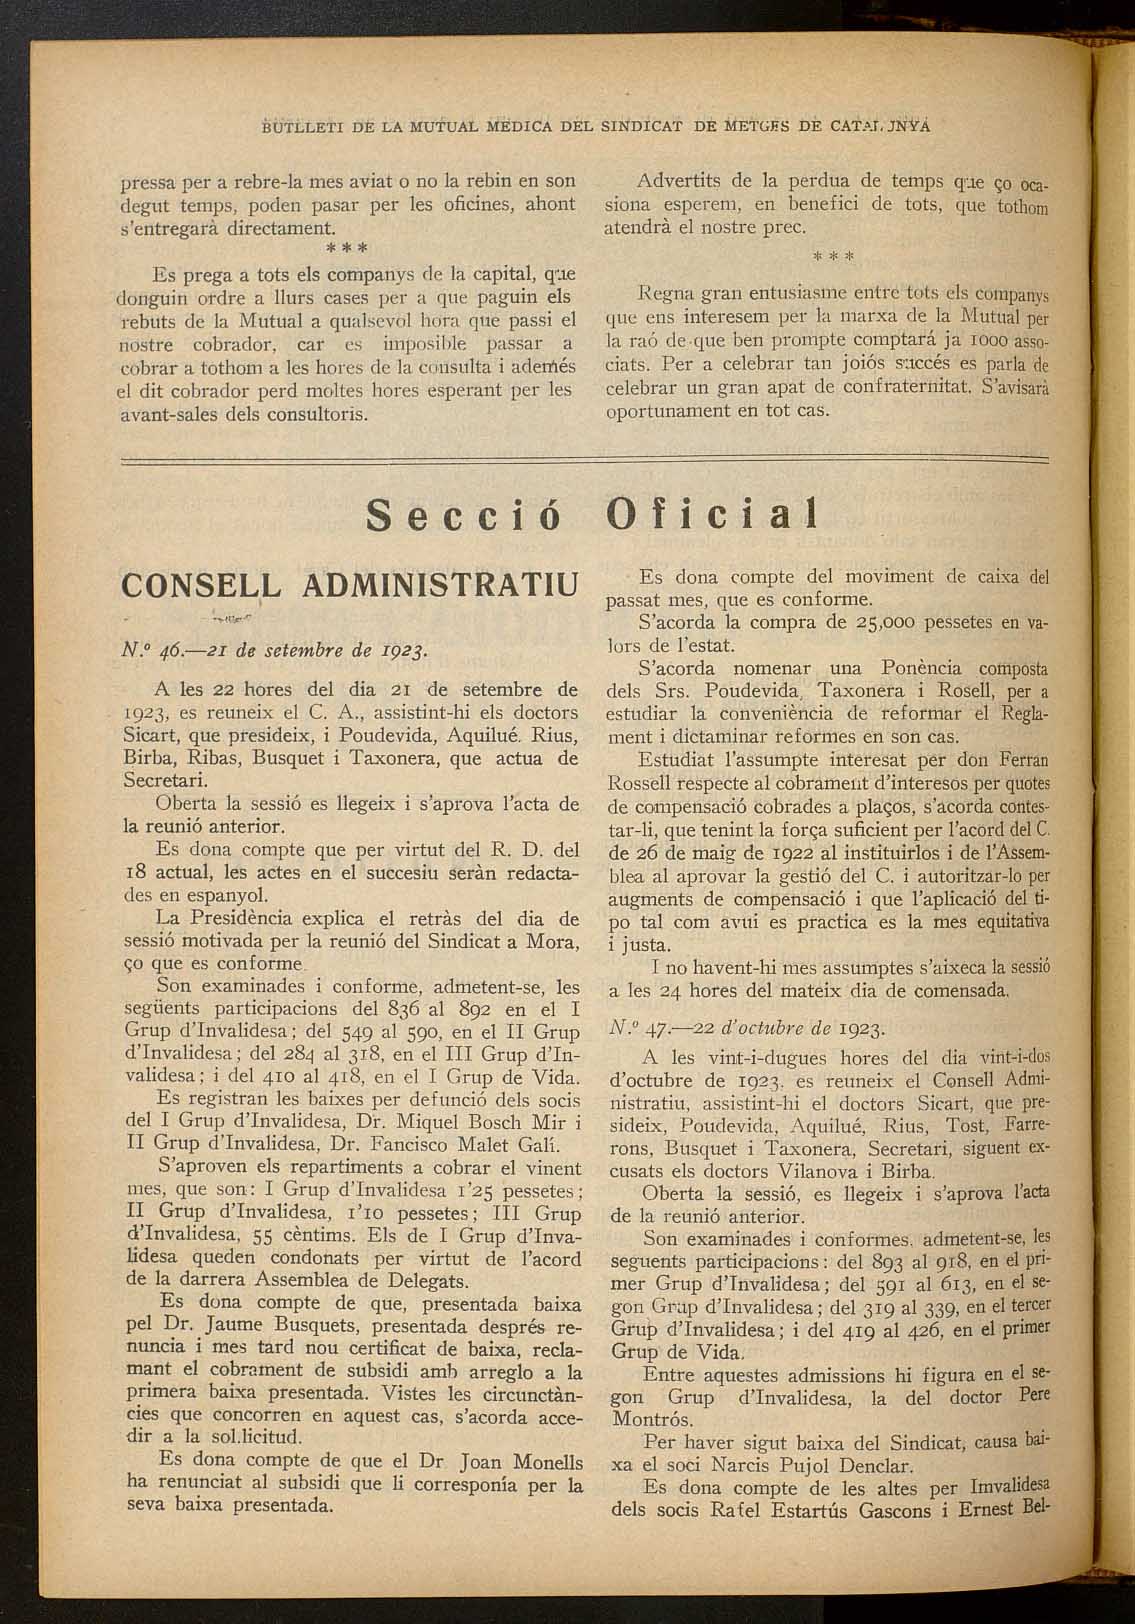 BUTLLETI DE LA MUTUAL MEDICA DEL SINDICAT DE METGES DE CATALUNYA
pressa per a rebre-la mes aviat o no la rebin en son
degut temps, poden pasar per les oficines, ahont
s'entregarà directament.
* * *
Es prega a tots els companys de la capital, que
donguin ordre a llurs cases per a que paguin els
rebuts de la Mutual a qualsevol hora que passi el
nostre cobrador, car es imposible passar a
cobrar a tothom a les hores de la consulta i además
el dit cobrador perd moltes hores esperant per les
avant-sales dels consultoris.
Advertits de la perdua de temps que ço oca-
siona esperem, en benefici de tots, que tothom
atendrà el nostre prec.
* * *
Regna gran entusiasme entre tots els companys
que ens interesem per la marxa de la Mutual per
la raó de que ben prompte comptará ja 1000 asso-
ciats. Per a celebrar tan joiós succés es parla de
celebrar un gran apat de confraternitat. S'avisarà
oportunament en tot cas.
Secció Oficial
CONSELL ADMINISTRATIU
N.º 46.—21 de setembre de 1923.
A les 22 hores del dia 21 de setembre de
1923, es reuneix el C. A., assistint-hi els doctors
Sicart, que presideix, i Poudevida, Aquilué. Rius,
Birba, Ribas, Busquet i Taxonera, que actua de
Secretari.
Oberta la sessió es llegeix i s'aprova l'acta de
la reunió anterior.
Es dona compte que per virtut del R. D. del
18 actual, les actes en el succesiu seràn redacta-
des en espanyol.
La Presidència explica el retràs del dia de
sessió motivada per la reunió del Sindicat a Mora,
ço que es conforme.
Son examinades i conforme, admetent-se, les
segiients participacions del 836 al 892 en el I
Grup d'Invalidesa; del 549 al 590, en el II Grup
d'Invalidesa; del 284 al 318, en el III Grup d'In-
validesa; i del 410 al 418, en el I Grup de Vida.
Es registran les baixes per defunció dels socis
del I Grup d'Invalidesa, Dr. Miquel Bosch Mir i
II Grup d'Invalidesa, Dr. Fancisco Malet Galí.
S'aproven els repartiments a cobrar el vinent
mes, que son: I Grup d'Invalidesa 1'25 pessetes;
II Grup d'Invalidesa, 1'10 pessetes; III Grup
d'Invalidesa, 55 cèntims. Els de I Grup d'Inva-
lidesa queden condonats per virtut de l'acord
de la darrera Assemblea de Delegats.
Es dona compte de que, presentada baixa
pel Dr. Jaume Busquets, presentada després re-
nuncia i mes tard nou certificat de baixa, recla-
mant el cobrament de subsidi amb arreglo a la
primera baixa presentada. Vistes les circunctàn-
cies que concorren en aquest cas, s'acorda acce-
dir a la sol.licitud.
Es dona compte de que el Dr Joan Monells
ha renunciat al subsidi que li corresponía per la
seva baixa presentada.
Es dona compte del moviment de caixa del
passat mes, que es conforme.
S'acorda la compra de 25,000 pessetes en va-
lors de l'estat.
S'acorda nomenar una Ponència composta
dels Srs. Poudevida, Taxonera i Rosell, per a
estudiar la conveniència de reformar el Regla-
ment i dictaminar reformes en son cas.
Estudiat l'assumpte interesat per don Ferran
Rossell respecte al cobrament d'interesos per quotes
de compensació cobrades a plaços, s'acorda contes-
tar-li, que tenint la força suficient per l'acord del C.
de 26 de maig de 1922 al instituirlos i de l'Assem-
blea al aprovar la gestió del C. i autoritzar-lo per
augments de compensació i que l'aplicació del ti-
po tal com avui es practica es la mes equitativa
i justa.
I no havent-hi mes assumptes s'aixeca la sessió
a les 24 hores del mateix dia de comensada.
N.º 47.—22 d'octubre de 1923.
A les vint-i-dugues hores del dia vint-i-dos
d'octubre de 1923. es reuneix el Consell Admi-
nistratiu, assistint-hi el doctors Sicart, que pre-
sideix, Poudevida, Aquilué, Rius, Tost, Farre-
rons, Busquet i Taxonera, Secretari, siguent ex-
cusats els doctors Vilanova i Birba.
Oberta la sessió, es llegeix i s'aprova l'acta
de la reunió anterior.
Son examinades i conformes. admetent-se, les
seguents participacions: del 893 al 918, en el pri-
mer Grup d'Invalidesa; del 591 al 613, en el se-
gon Grup d'Invalidesa; del 319 al 339, en el tercer
Grup d'Invalidesa; i del 419 al 426, en el primer
Grup de Vida.
Entre aquestes admissions hi figura en el se-
gon Grup d'Invalidesa, la del doctor Pere
Montrós.
Per haver sigut baixa del Sindicat, causa bai-
xa el soci Narcis Pujol Denclar.
Es dona compte de les altes per Imvalidesa
dels socis Rafel Estartús Gascons i Ernest Bel-